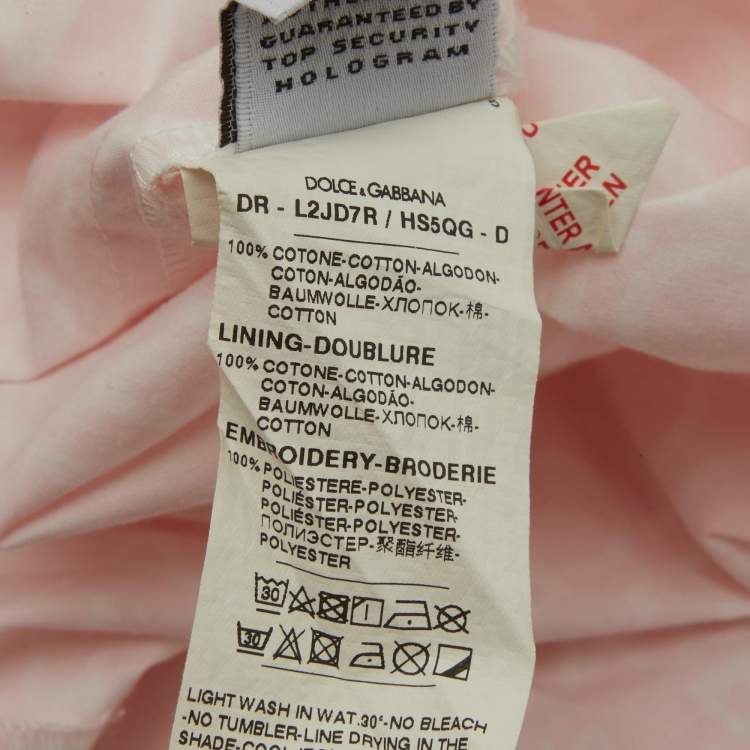 GUARANTEED BY
TOP SECURITY
HOLOGRAM
DOLCE & GABBANA
DR - L2JD7R / HS5QG - D
100% COTONE-COTTON-ALGODON-
COTON-ALGODÃO-
BAUMWOLLE-ХЛОПОК-棉-
COTTON
LINING-DOUBLURE
100% COTONE-COTTON-ALGODON-
COTON-ALGODÃO-
BAUMWOLLE-ХЛОПОК-棉-
COTTON
EMBROIDERY-BRODERIE
100% POLIESTERE-POLYESTER-
POLIÉSTER-POLYESTER-
POLIÉSTER-POLYESTER-
ПОЛИЭСТЕР-聚酯纤维-
POLYESTER
30
30
LIGHT WASH IN WAT.30°-NO BLEACH
-NO TUMBLER-LINE DRYING IN THE